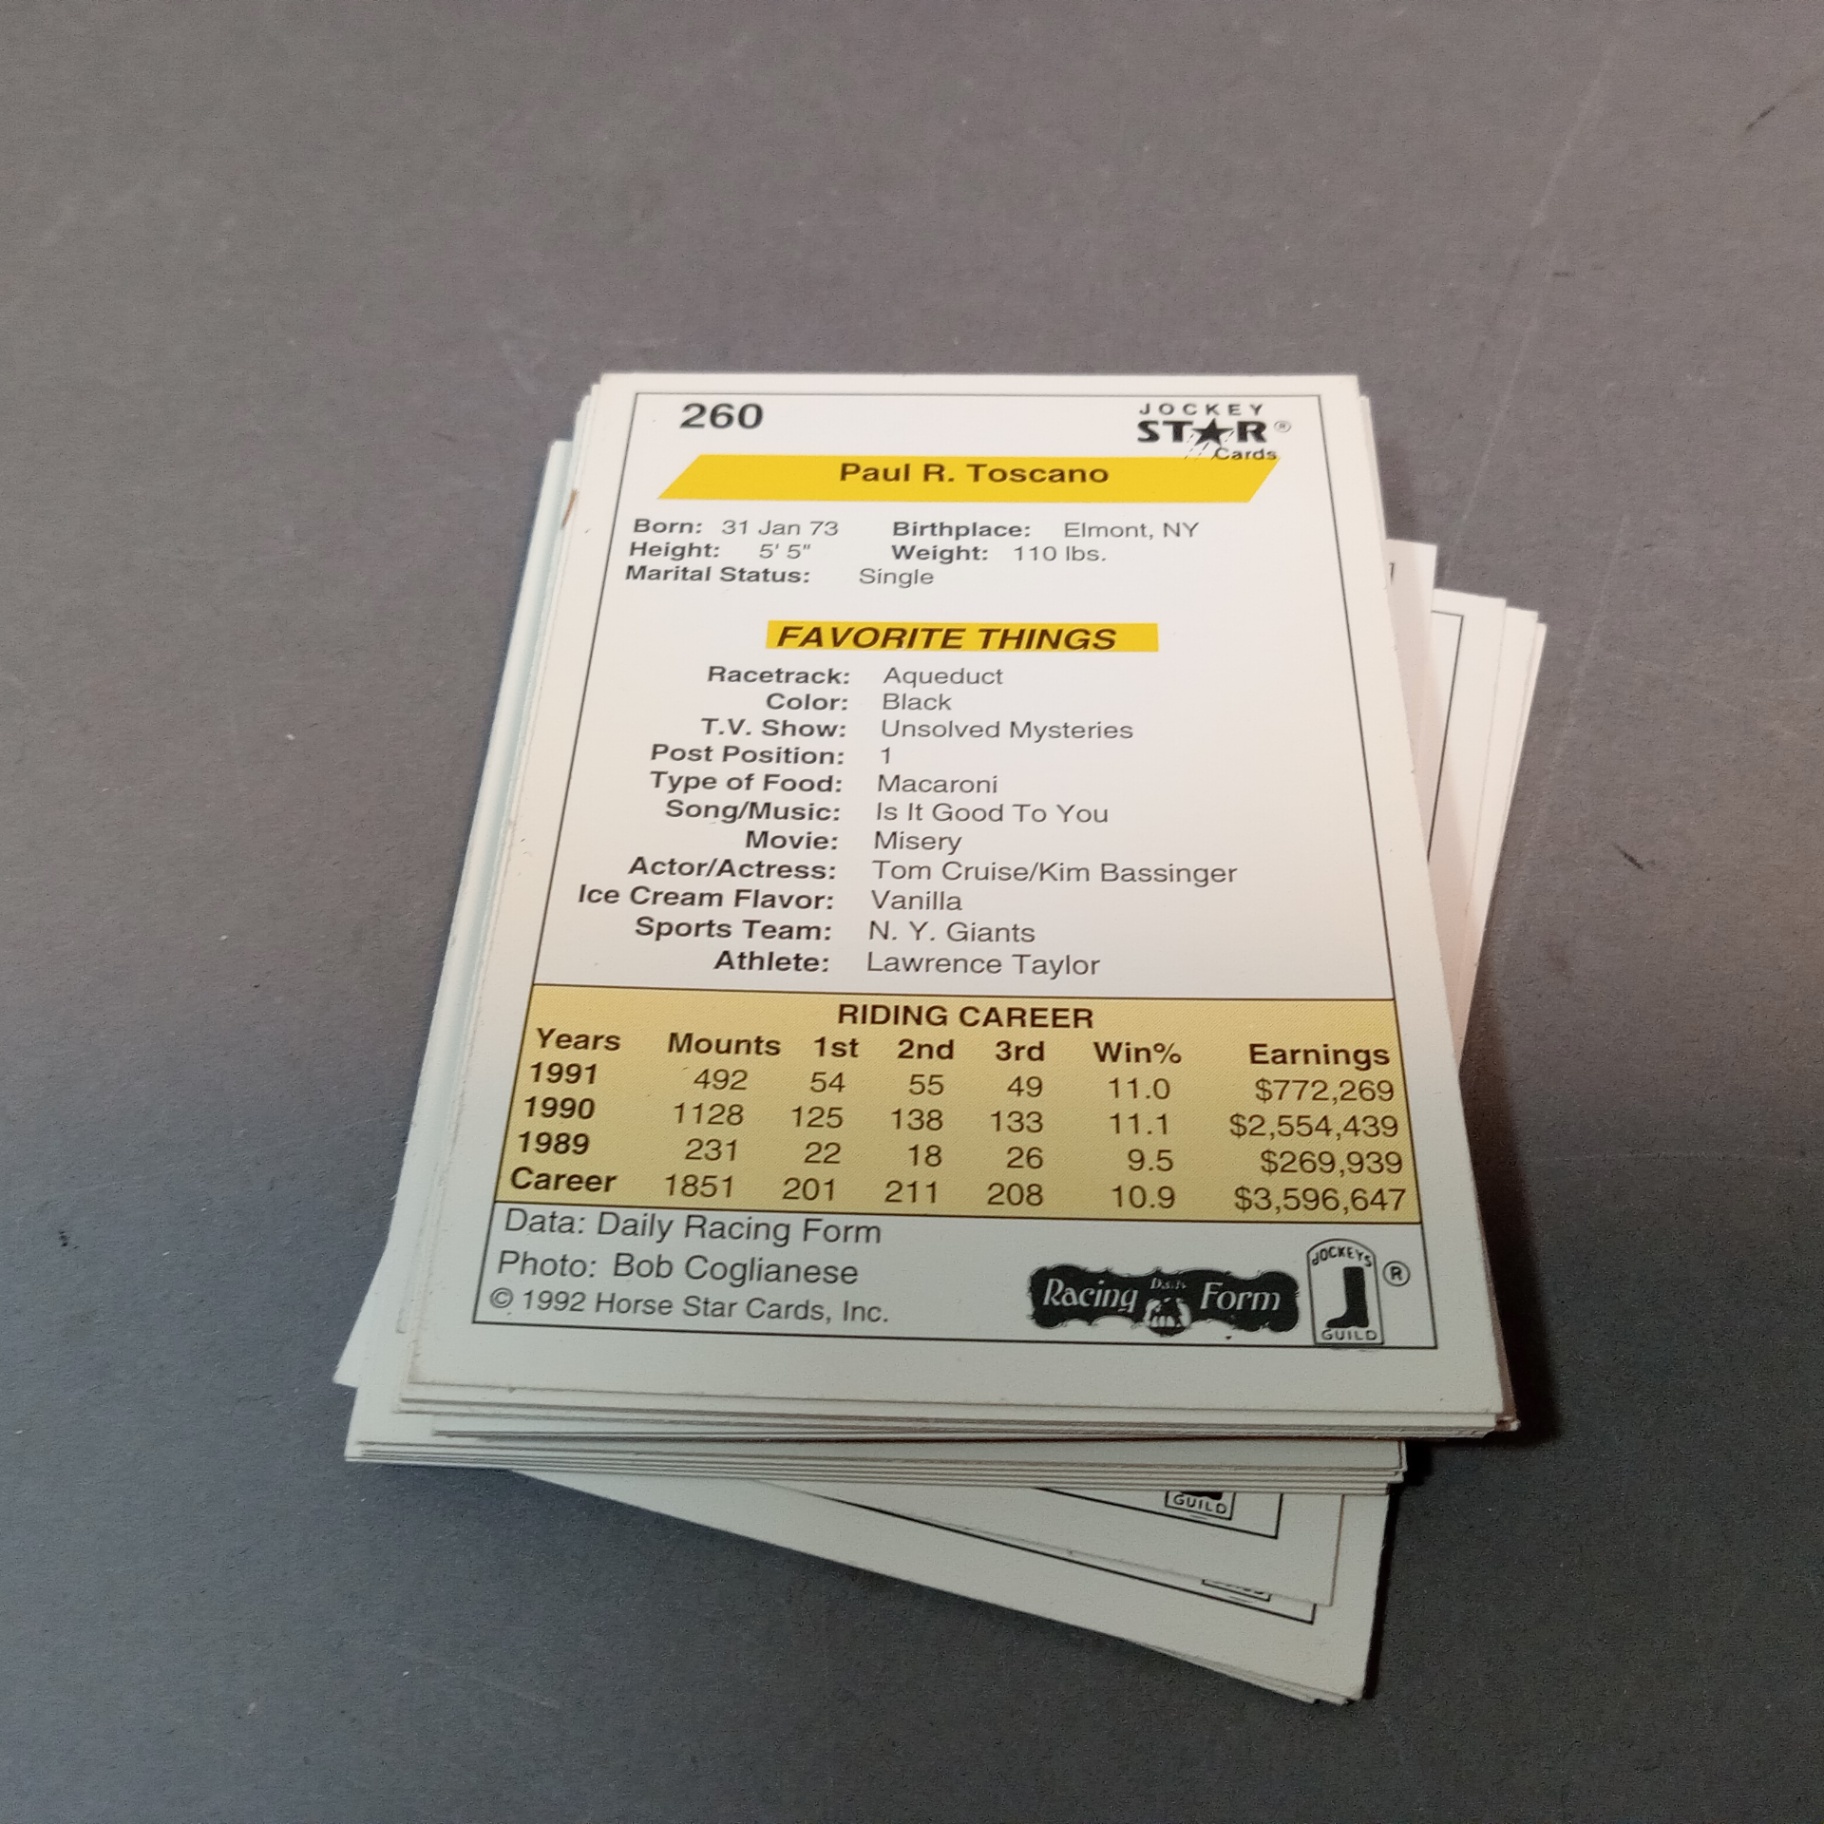 260
JOCKEY
ST★R®
Cards
Paul R. Toscano
Born: 31 Jan 73 Birthplace: Elmont, NY
Height: 5' 5" Weight: 110 lbs.
Marital Status: Single
FAVORITE THINGS
Racetrack: Aqueduct
Color: Black
T.V. Show: Unsolved Mysteries
Post Position: 1
Type of Food: Macaroni
Song/Music: Is It Good To You
Movie: Misery
Actor/Actress: Tom Cruise/Kim Bassinger
Ice Cream Flavor: Vanilla
Sports Team: N. Y. Giants
Athlete: Lawrence Taylor
RIDING CAREER
Years Mounts 1st 2nd 3rd Win% Earnings
1991 492 54 55 49 11.0 $772,269
1990 1128 125 138 133 11.1 $2,554,439
1989 231 22 18 26 9.5 $269,939
Career 1851 201 211 208 10.9 $3,596,647
Data: Daily Racing Form
Photo: Bob Coglianese
© 1992 Horse Star Cards, Inc.
Racing Daily Form
JOCKEYS
GUILD
®
GUILD